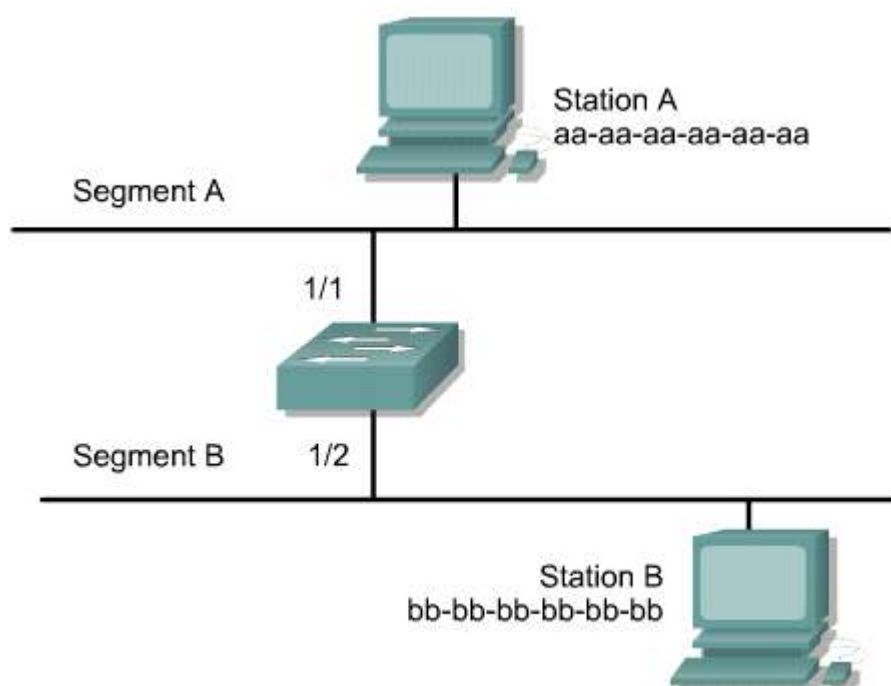 Station A
aa-aa-aa-aa-aa-aa
Segment A
1/1
Segment B
1/2
Station B
bb-bb-bb-bb-bb-bb